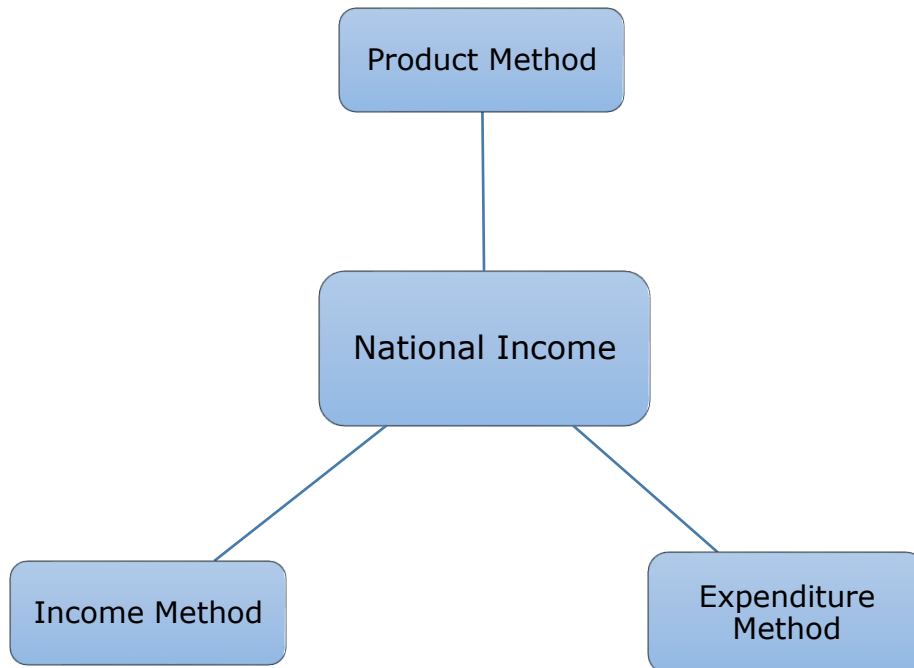 Product Method
National Income
Income Method
Expenditure
Method